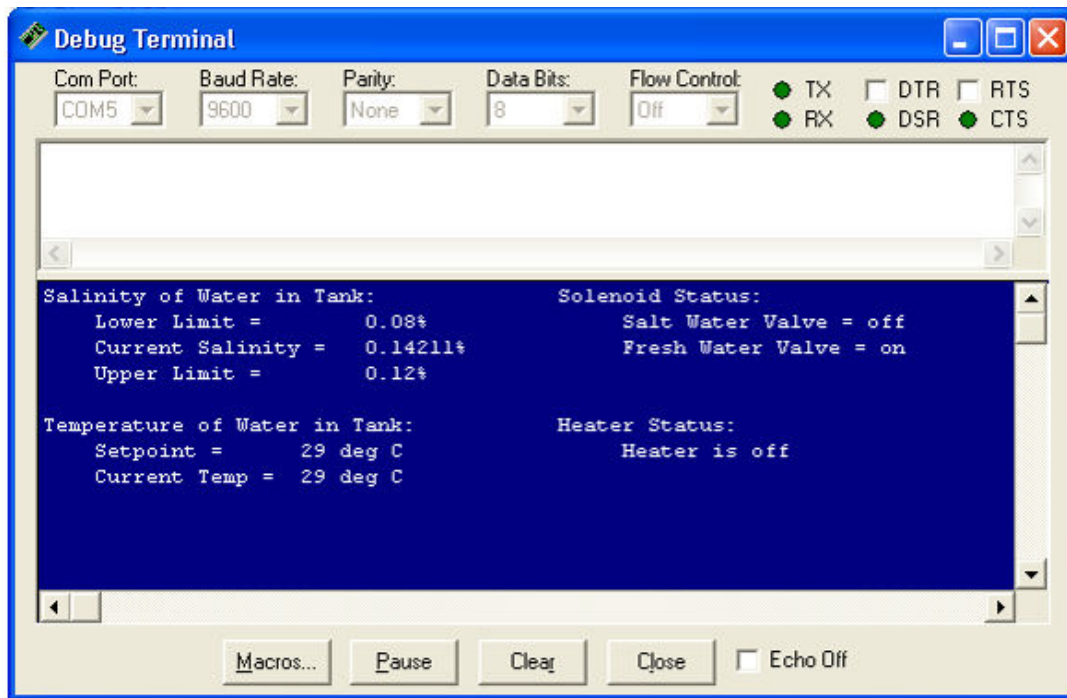 Debug Terminal
Com Port: Baud Rate: Parity: Data Bits: Flow Control:
COM5 9600 None 8 Off
TX DTR RTS
RX DSR CTS
Salinity of Water in Tank: Solenoid Status:
Lower Limit = 0.08% Salt Water Valve = off
Current Salinity = 0.14211% Fresh Water Valve = on
Upper Limit = 0.12%
Temperature of Water in Tank: Heater Status:
Setpoint = 29 deg C Heater is off
Current Temp = 29 deg C
Macros... Pause Clear Close Echo Off